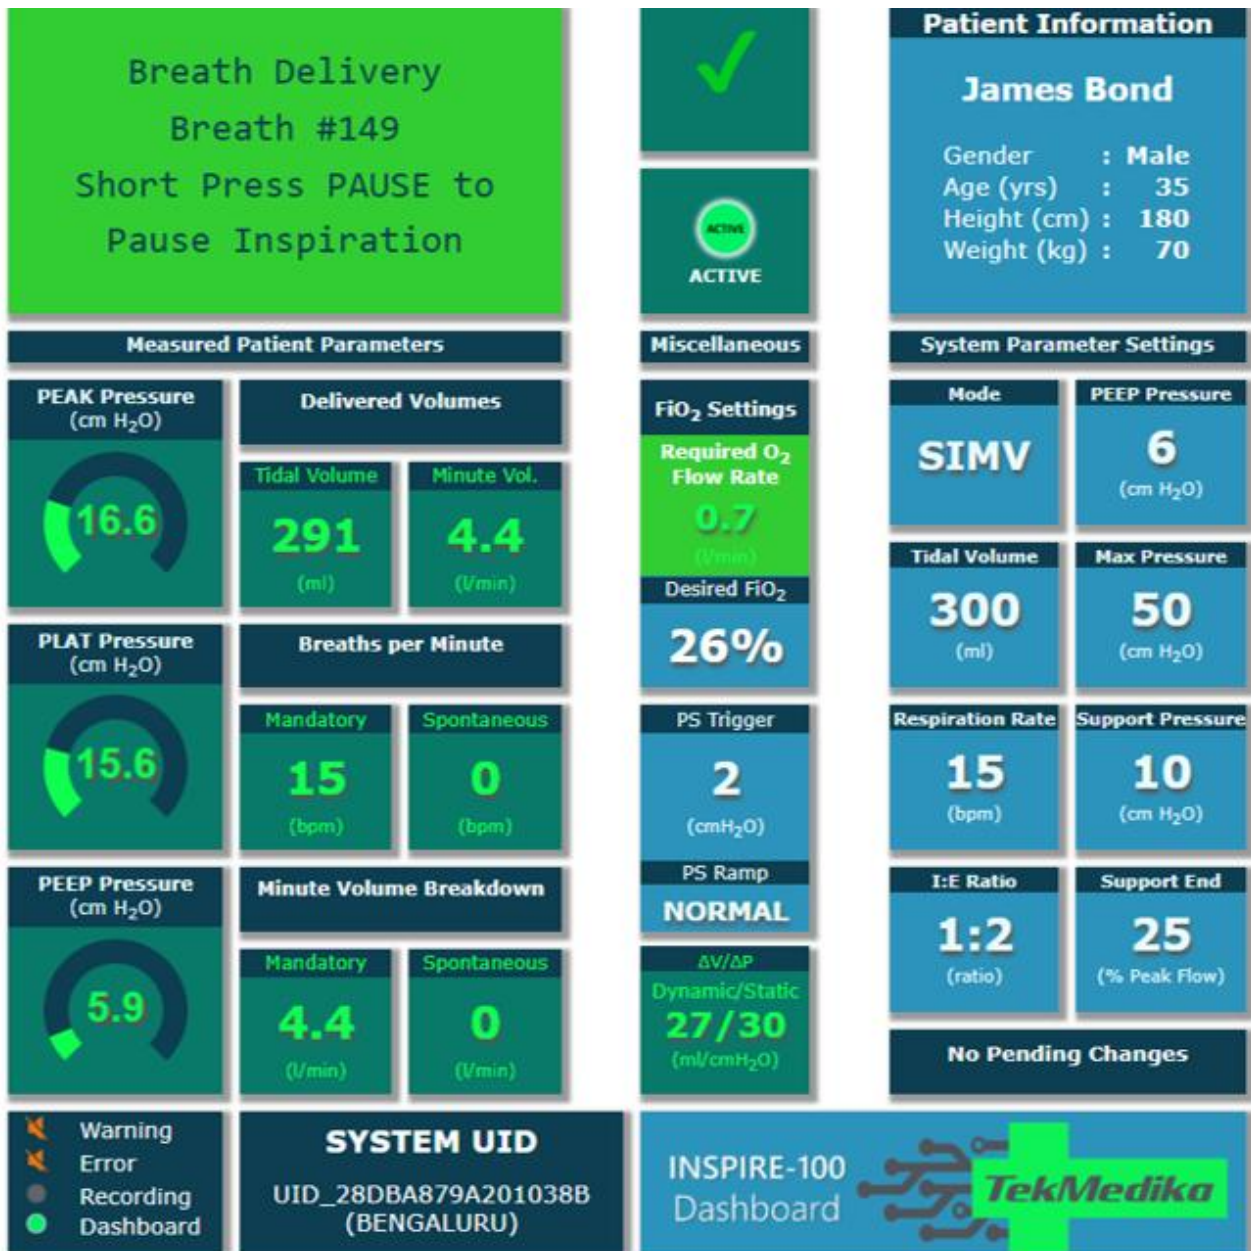 Breath Delivery
Breath #149
Short Press PAUSE to
Pause Inspiration
ACTIVE
ACTIVE
Patient Information
James Bond
Gender : Male
Age (yrs) : 35
Height (cm) : 180
Weight (kg) : 70
Measured Patient Parameters
PEAK Pressure
(cm H₂O)
16.6
Delivered Volumes
Tidal Volume
291
(ml)
Minute Vol.
4.4
(l/min)
PLAT Pressure
(cm H₂O)
15.6
Breaths per Minute
Mandatory
15
(bpm)
Spontaneous
0
(bpm)
PEEP Pressure
(cm H₂O)
5.9
Minute Volume Breakdown
Mandatory
4.4
(l/min)
Spontaneous
0
(l/min)
Miscellaneous
FiO₂ Settings
Required O₂
Flow Rate
0.7
(l/min)
Desired FiO₂
26%
PS Trigger
2
(cmH₂O)
PS Ramp
NORMAL
ΔV/ΔP
Dynamic/Static
27/30
(ml/cmH₂O)
System Parameter Settings
Mode
SIMV
PEEP Pressure
6
(cm H₂O)
Tidal Volume
300
(ml)
Max Pressure
50
(cm H₂O)
Respiration Rate
15
(bpm)
Support Pressure
10
(cm H₂O)
I:E Ratio
1:2
(ratio)
Support End
25
(% Peak Flow)
No Pending Changes
Warning
Error
Recording
Dashboard
SYSTEM UID
UID_28DBA879A201038B
(BENGALURU)
INSPIRE-100
Dashboard
TekMedika